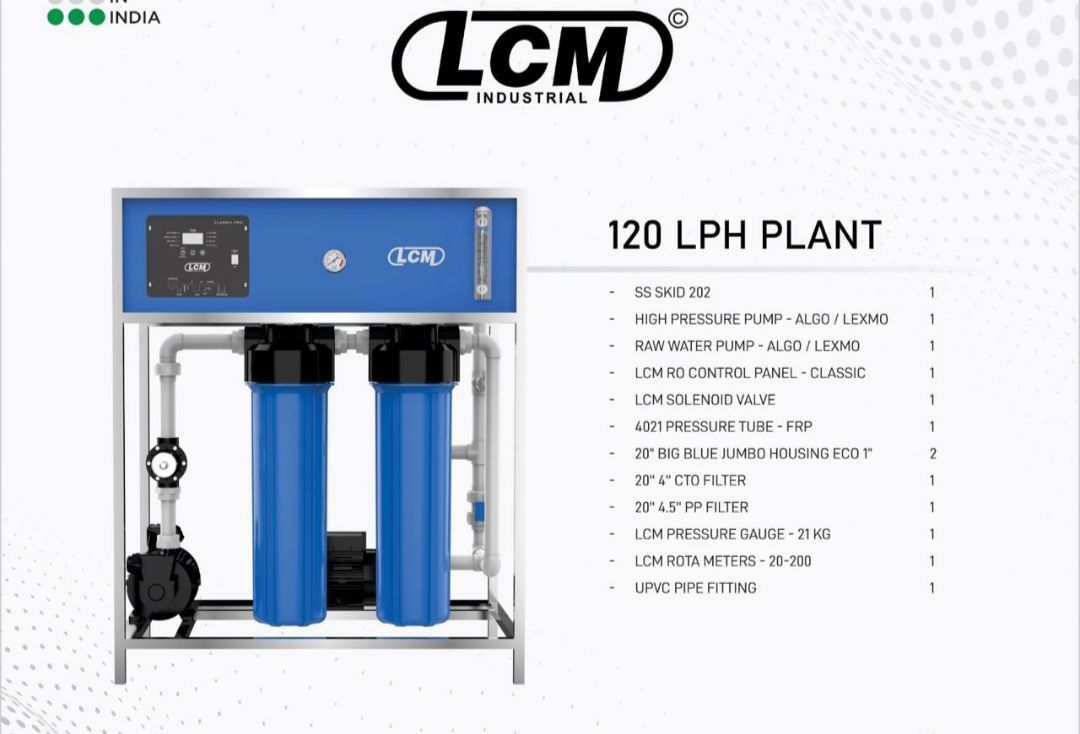 IN
INDIA
LCM ©
INDUSTRIAL
CLASSIC PRO
LCM
LCM
120 LPH PLANT
- SS SKID 202 1
- HIGH PRESSURE PUMP - ALGO / LEXMO 1
- RAW WATER PUMP - ALGO / LEXMO 1
- LCM RO CONTROL PANEL - CLASSIC 1
- LCM SOLENOID VALVE 1
- 4021 PRESSURE TUBE - FRP 1
- 20" BIG BLUE JUMBO HOUSING ECO 1" 2
- 20" 4" CTO FILTER 1
- 20" 4.5" PP FILTER 1
- LCM PRESSURE GAUGE - 21 KG 1
- LCM ROTA METERS - 20-200 1
- UPVC PIPE FITTING 1